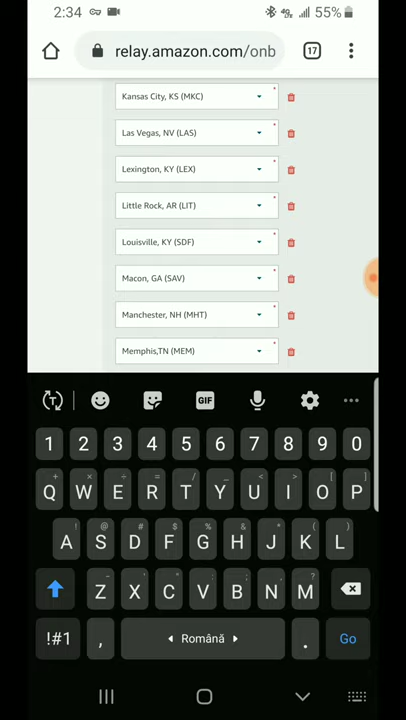 2:34
4G
55%
relay.amazon.com/onb
17
Kansas City, KS (MKC)
*
Las Vegas, NV (LAS)
*
Lexington, KY (LEX)
*
Little Rock, AR (LIT)
*
Louisville, KY (SDF)
*
Macon, GA (SAV)
*
Manchester, NH (MHT)
*
Memphis,TN (MEM)
*
T GIF
1 2 3 4 5 6 7 8 9 0
+ × ÷ = / _ < > [ ]
Q W E R T Y U I O P
! @ # $ % ^ & * ( )
A S D F G H J K L
- ' " : ; , ?
Z X C V B N M
!#1 , Română . Go